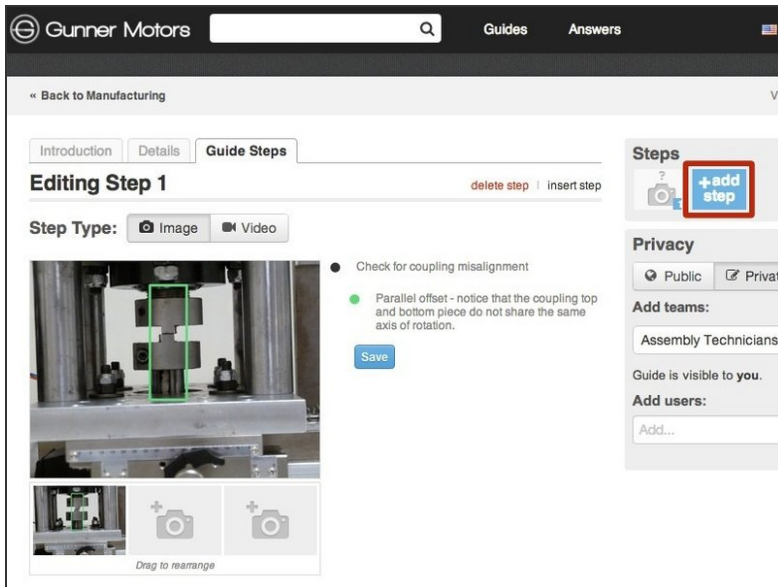 Gunner Motors
Guides
Answers
« Back to Manufacturing
V
Introduction
Details
Guide Steps
Editing Step 1
delete step
insert step
Step Type:
Image
Video
Check for coupling misalignment
Parallel offset - notice that the coupling top
and bottom piece do not share the same
axis of rotation.
Save
Drag to rearrange
Steps
?
1
+add
step
Privacy
Public
Privat
Add teams:
Assembly Technicians
Guide is visible to you.
Add users:
Add...